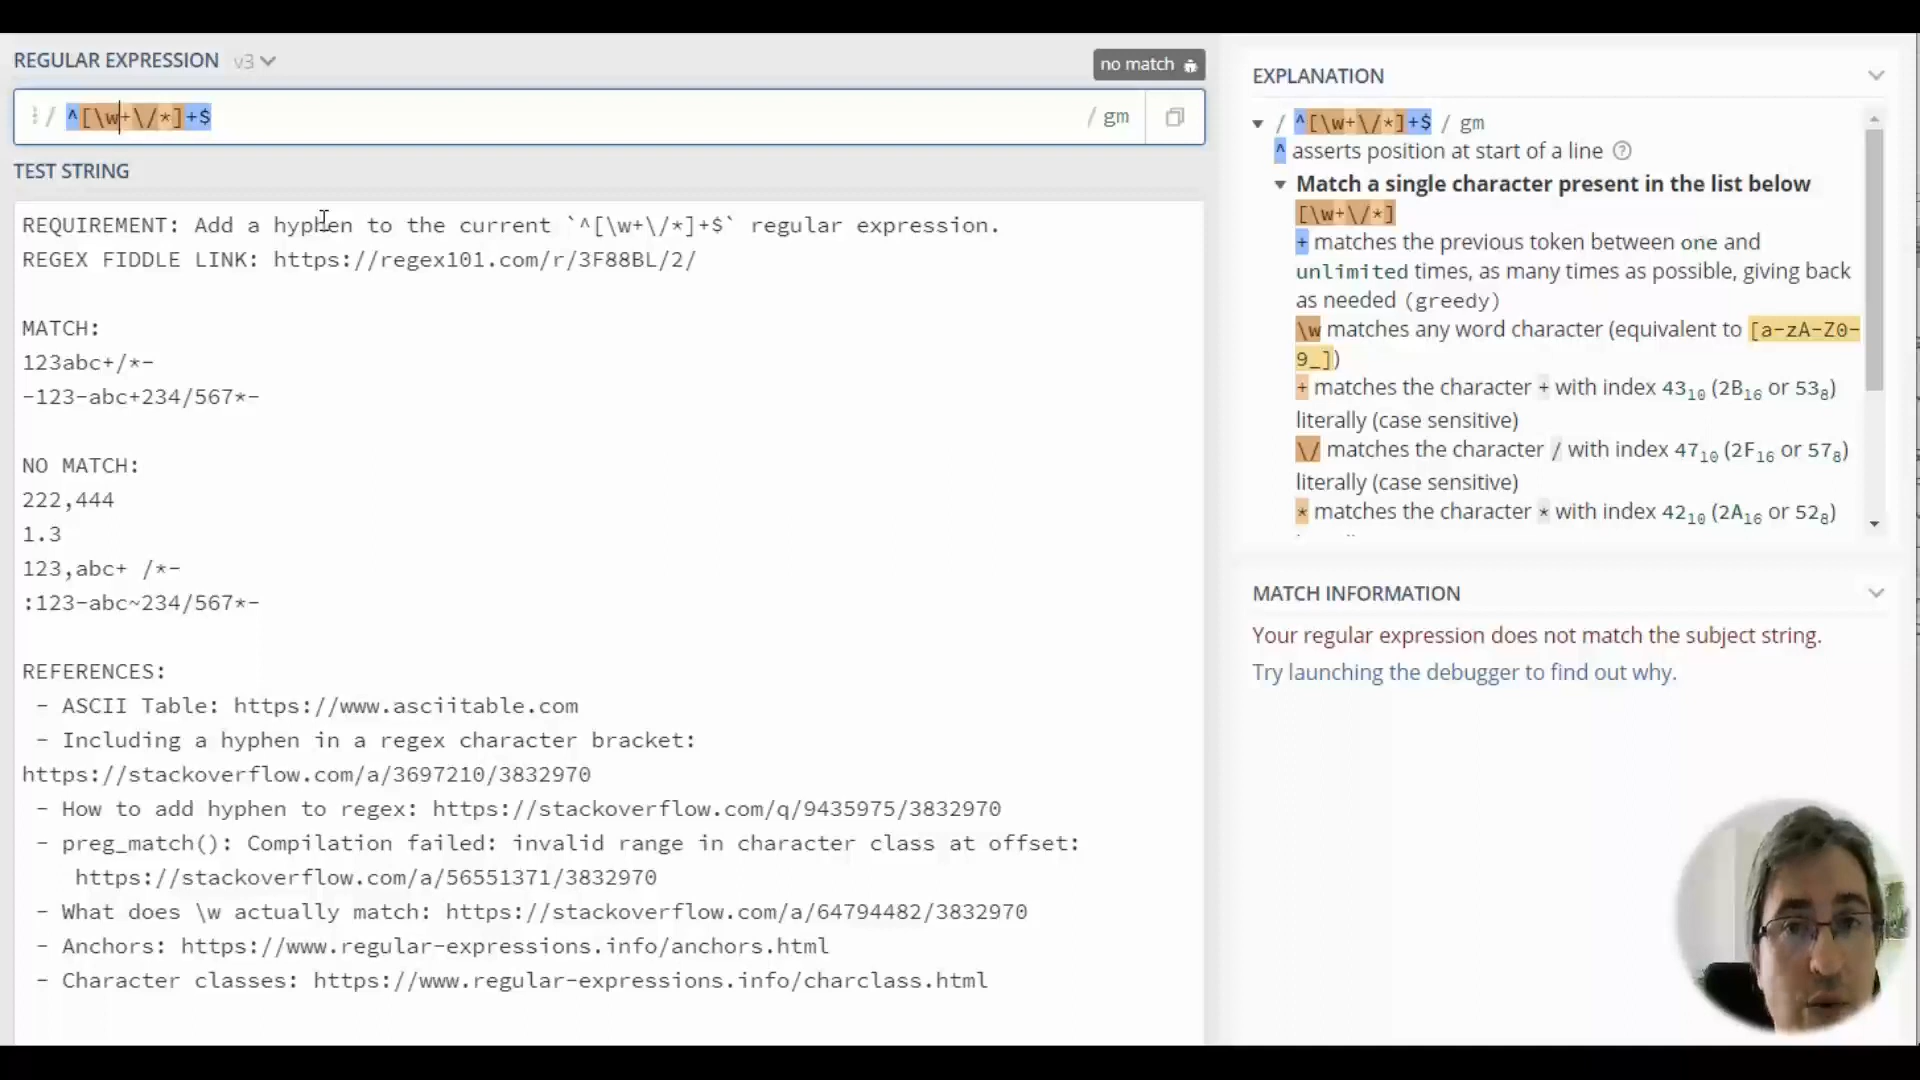 REGULAR EXPRESSION v3
no match
/ ^[\w+\/*]+$ / gm
TEST STRING
REQUIREMENT: Add a hyphen to the current `^[\w+\/*]+$` regular expression.
REGEX FIDDLE LINK: https://regex101.com/r/3F88BL/2/
MATCH:
123abc+/*-
-123-abc+234/567*-
NO MATCH:
222,444
1.3
123,abc+ /*-
:123-abc~234/567*-
REFERENCES:
- ASCII Table: https://www.asciitable.com
- Including a hyphen in a regex character bracket:
https://stackoverflow.com/a/3697210/3832970
- How to add hyphen to regex: https://stackoverflow.com/q/9435975/3832970
- preg_match(): Compilation failed: invalid range in character class at offset:
https://stackoverflow.com/a/56551371/3832970
- What does \w actually match: https://stackoverflow.com/a/64794482/3832970
- Anchors: https://www.regular-expressions.info/anchors.html
- Character classes: https://www.regular-expressions.info/charclass.html
EXPLANATION
/ ^[\w+\/*]+$ / gm
^ asserts position at start of a line ?
Match a single character present in the list below
[\w+\/*]
+ matches the previous token between one and
unlimited times, as many times as possible, giving back
as needed (greedy)
\w matches any word character (equivalent to [a-zA-Z0-
9_])
+ matches the character + with index 43₁₀ (2B₁₆ or 53₈)
literally (case sensitive)
\/ matches the character / with index 47₁₀ (2F₁₆ or 57₈)
literally (case sensitive)
* matches the character * with index 42₁₀ (2A₁₆ or 52₈)
MATCH INFORMATION
Your regular expression does not match the subject string.
Try launching the debugger to find out why.